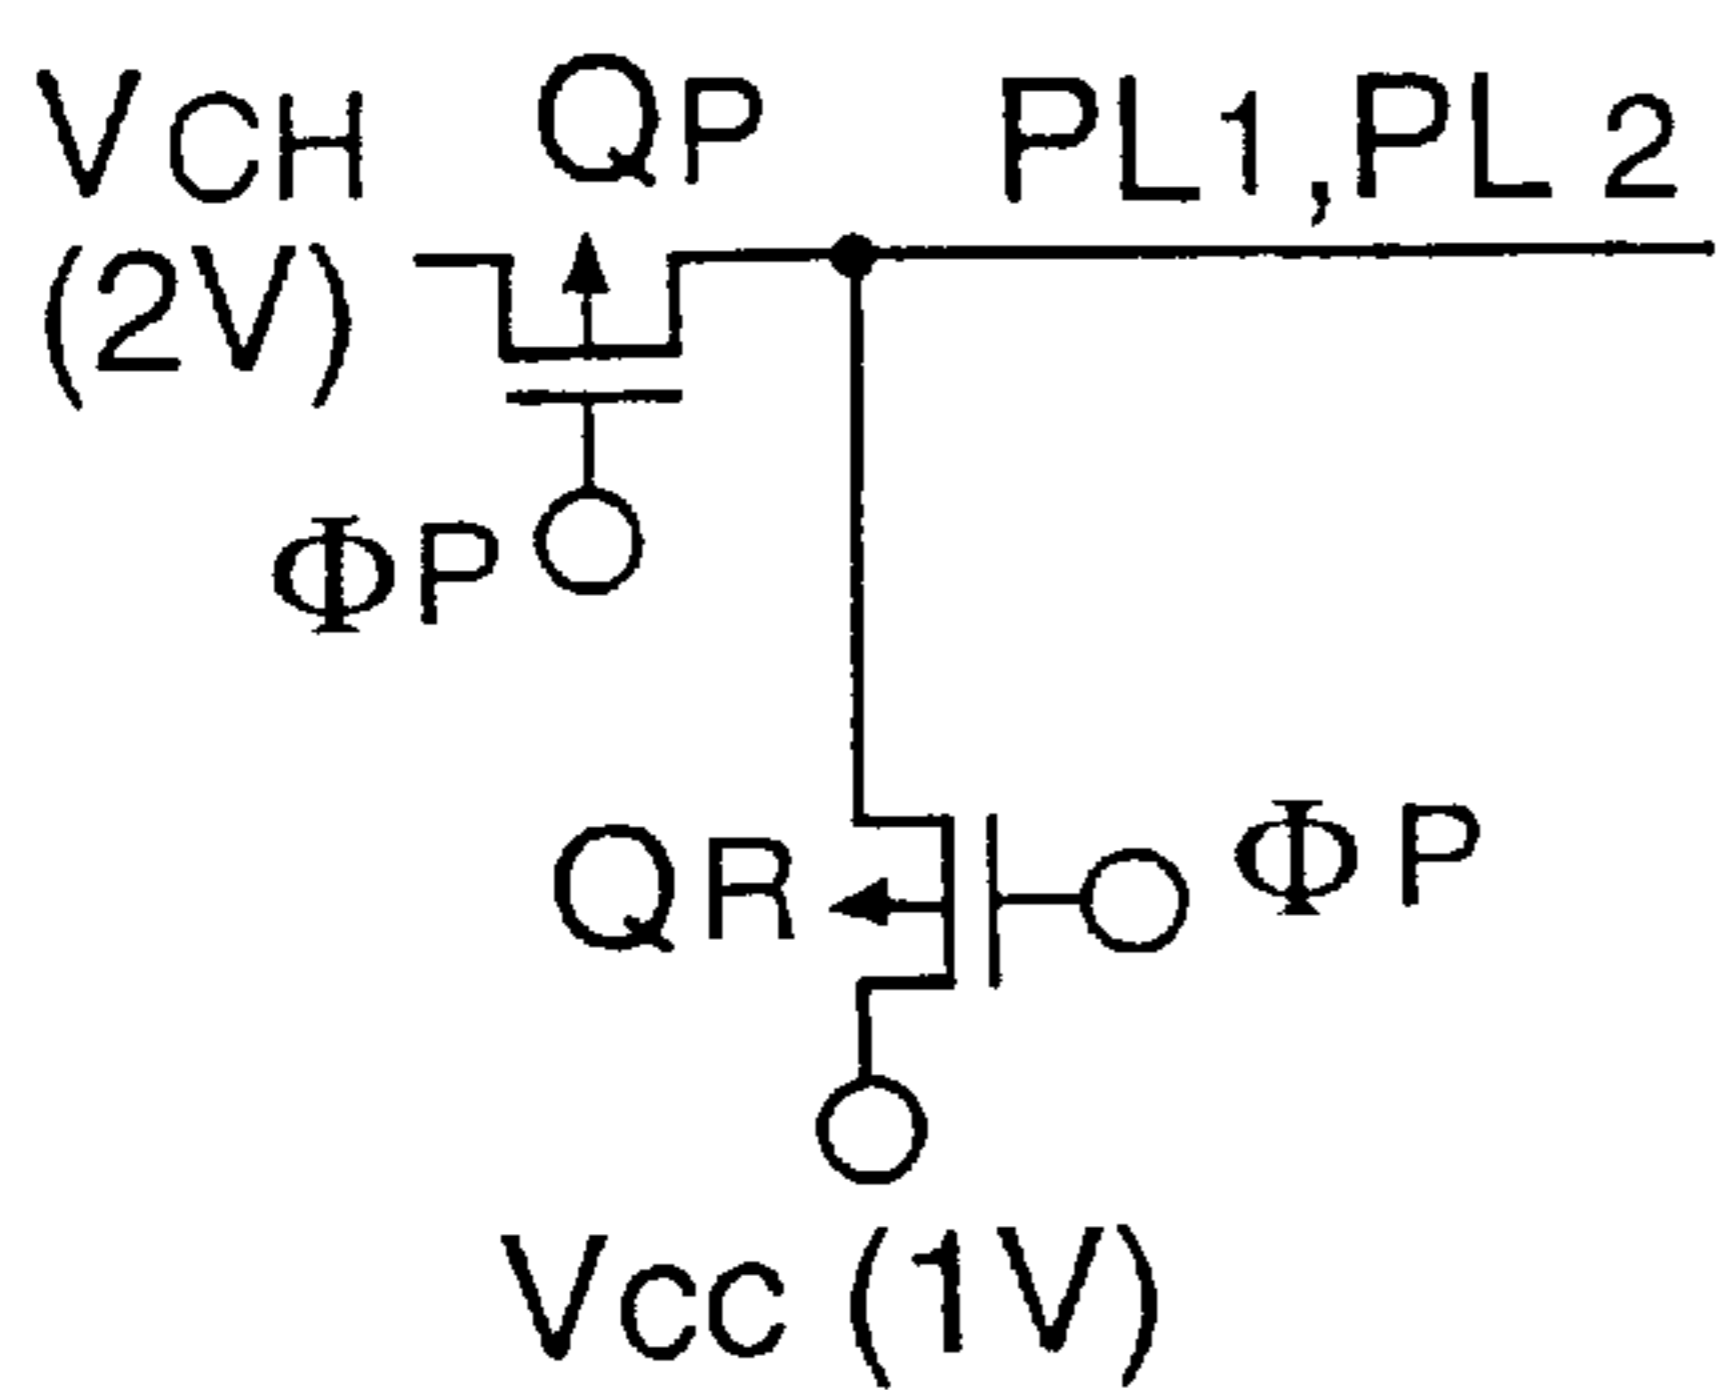 VCH QP PL1,PL2
(2V)
ΦP
QR ΦP
VCC (1V)